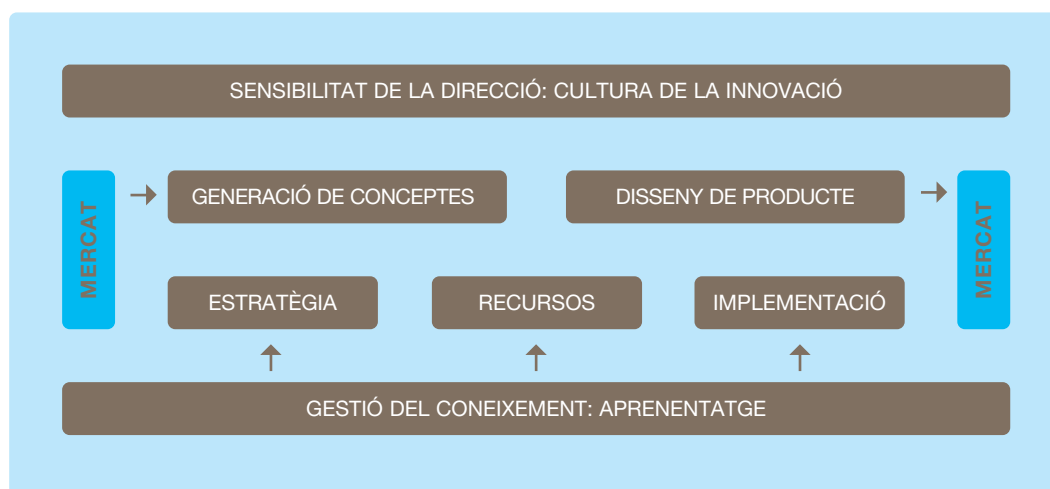 SENSIBILITAT DE LA DIRECCIÓ: CULTURA DE LA INNOVACIÓ
MERCAT
GENERACIÓ DE CONCEPTES
DISSENY DE PRODUCTE
MERCAT
ESTRATÈGIA
RECURSOS
IMPLEMENTACIÓ
GESTIÓ DEL CONEIXEMENT: APRENENTATGE